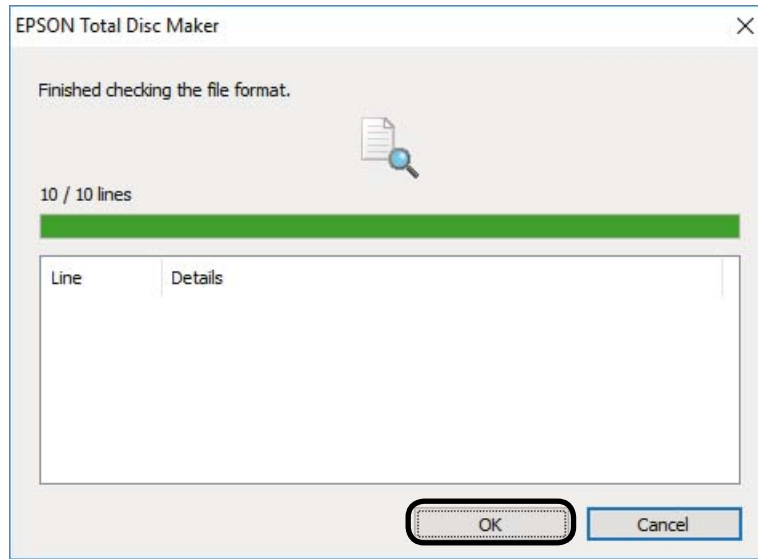 EPSON Total Disc Maker
Finished checking the file format.
10 / 10 lines
Line Details
OK Cancel